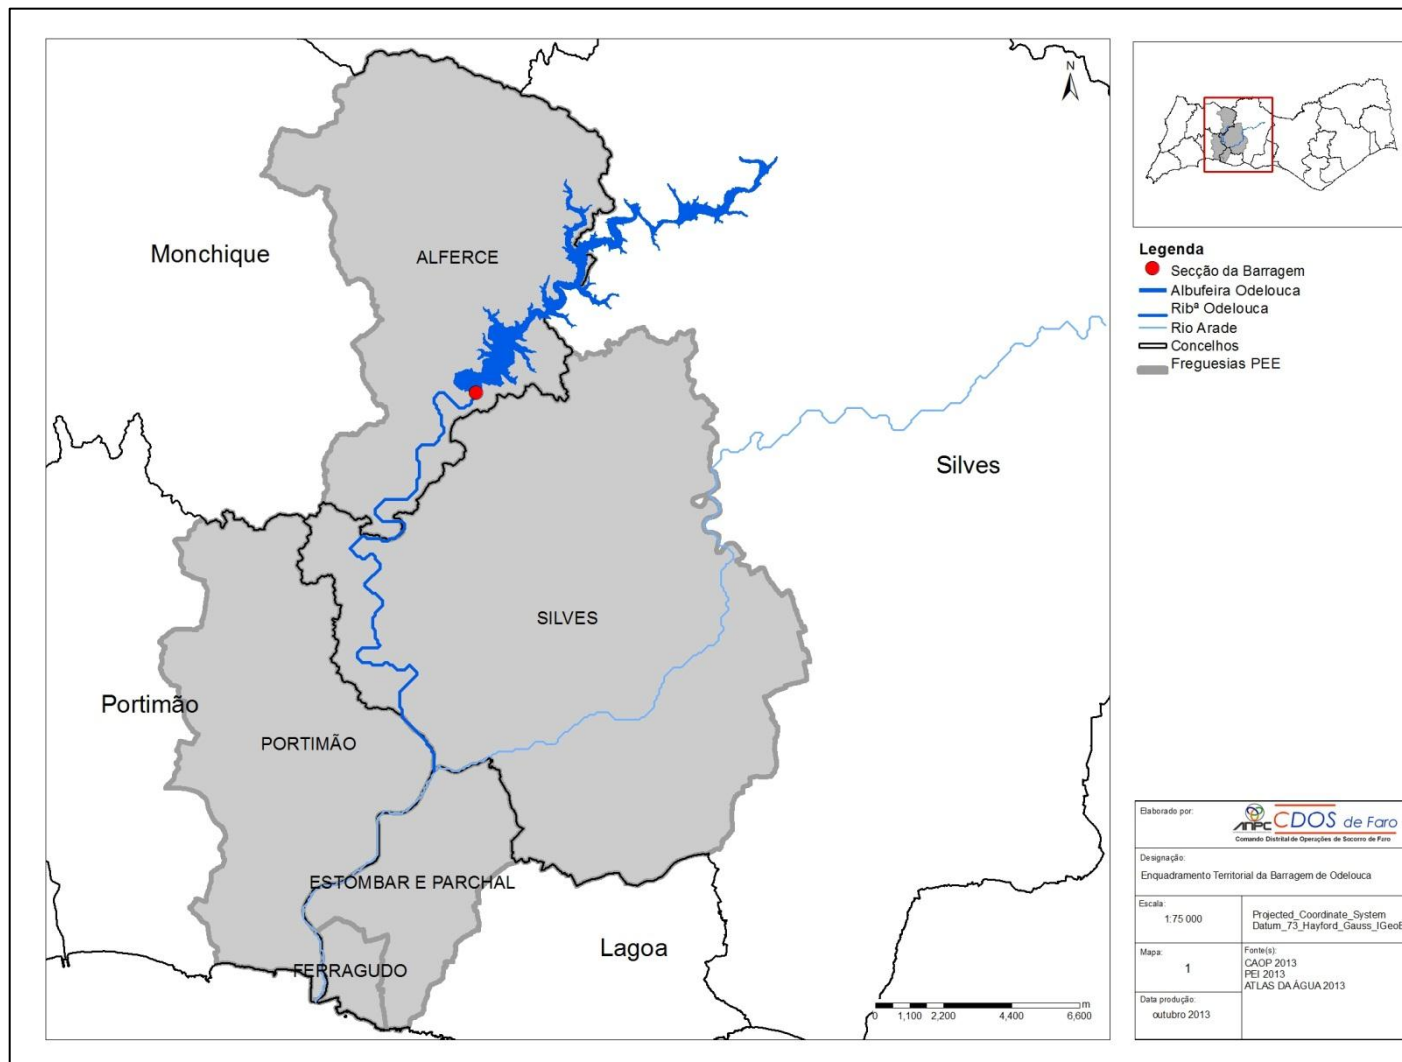 N
Monchique
ALFERCE
Silves
SILVES
Portimão
PORTIMÃO
ESTOMBAR E PARCHAL
Lagoa
FERRAGUDO
m
0 1,100 2,200 4,400 6,600
Legenda
Secção da Barragem
Albufeira Odelouca
Ribª Odelouca
Rio Arade
Concelhos
Freguesias PEE
Elaborado por:
ANPC CDOS de Faro
Comando Distrital de Operações de Socorro de Faro
Designação:
Enquadramento Territorial da Barragem de Odelouca
Escala:
1:75 000
Projected_Coordinate_System
Datum_73_Hayford_Gauss_IGeoE
Mapa:
1
Fonte(s):
CAOP 2013
PEI 2013
ATLAS DA ÁGUA 2013
Data produção:
outubro 2013